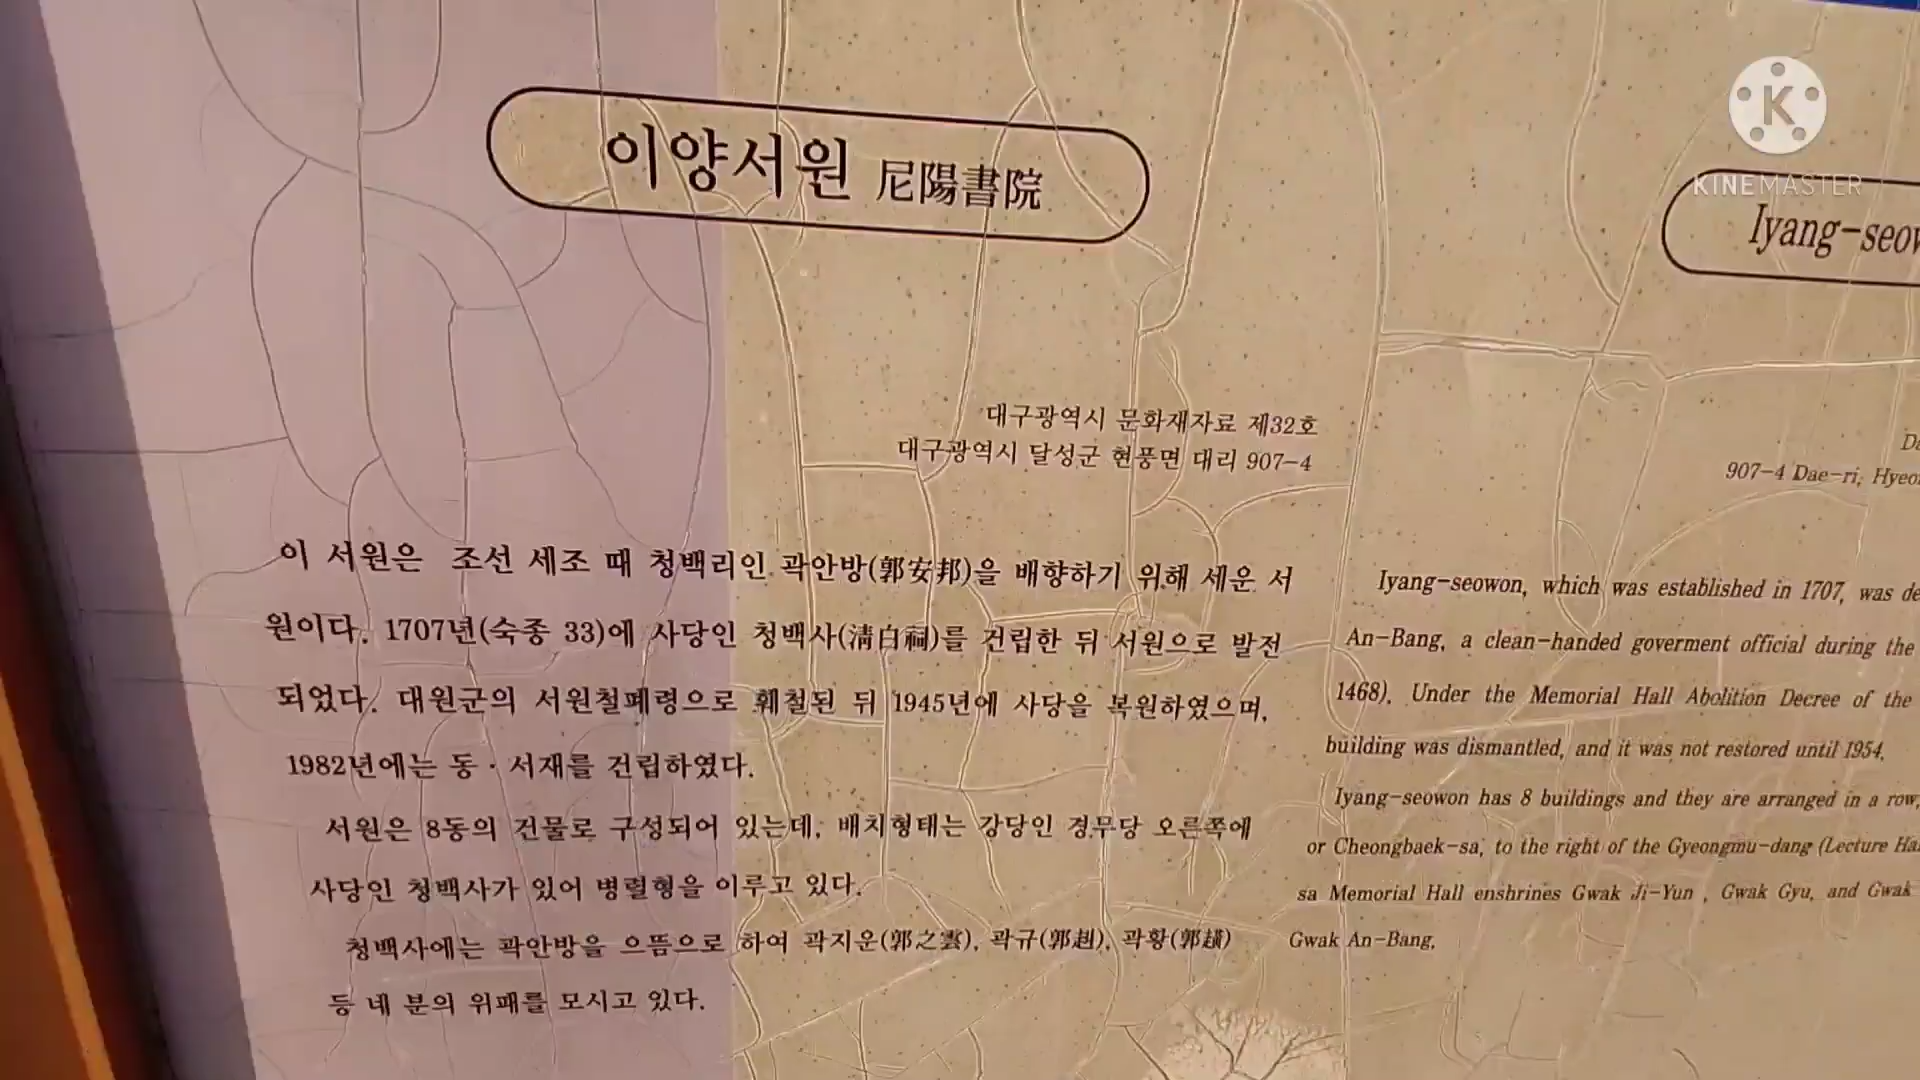 이양서원 尼陽書院
대구광역시 문화재자료 제32호
대구광역시 달성군 현풍면 대리 907-4
이 서원은 조선 세조 때 청백리인 곽안방(郭安邦)을 배향하기 위해 세운 서
원이다. 1707년(숙종 33)에 사당인 청백사(淸白祠)를 건립한 뒤 서원으로 발전
되었다. 대원군의 서원철폐령으로 훼철된 뒤 1945년에 사당을 복원하였으며,
1982년에는 동·서재를 건립하였다.
서원은 8동의 건물로 구성되어 있는데, 배치형태는 강당인 경무당 오른쪽에
사당인 청백사가 있어 병렬형을 이루고 있다.
청백사에는 곽안방을 으뜸으로 하여 곽지운(郭之雲), 곽규(郭赳), 곽황(郭趪)
등 네 분의 위패를 모시고 있다.
KINEMASTER
Iyang-seow
Da
907-4 Dae-ri, Hyeo
Iyang-seowon, which was established in 1707, was de
An-Bang, a clean-handed goverment official during the
1468). Under the Memorial Hall Abolition Decree of the
building was dismantled, and it was not restored until 1954.
Iyang-seowon has 8 buildings and they are arranged in a row,
or Cheongbaek-sa, to the right of the Gyeongmu-dang (Lecture Ha
sa Memorial Hall enshrines Gwak Ji-Yun , Gwak Gyu, and Gwak
Gwak An-Bang.